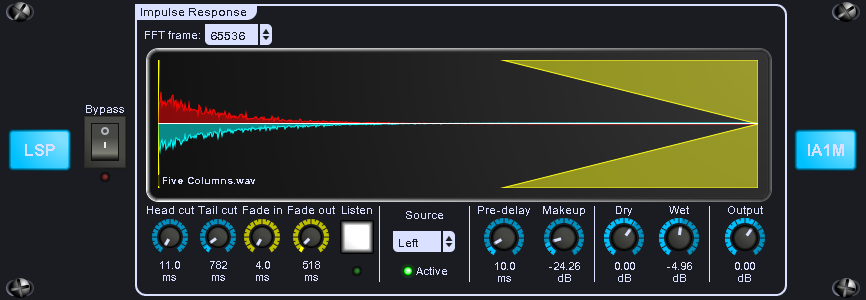 Impulse Response
FFT frame: 65536
Bypass
LSP
IA1M
Five Columns.wav
Head cut Tail cut Fade in Fade out Listen Source Pre-delay Makeup Dry Wet Output
Left
Active
11.0 782 4.0 518 10.0 -24.26 0.00 -4.96 0.00
ms ms ms ms ms dB dB dB dB